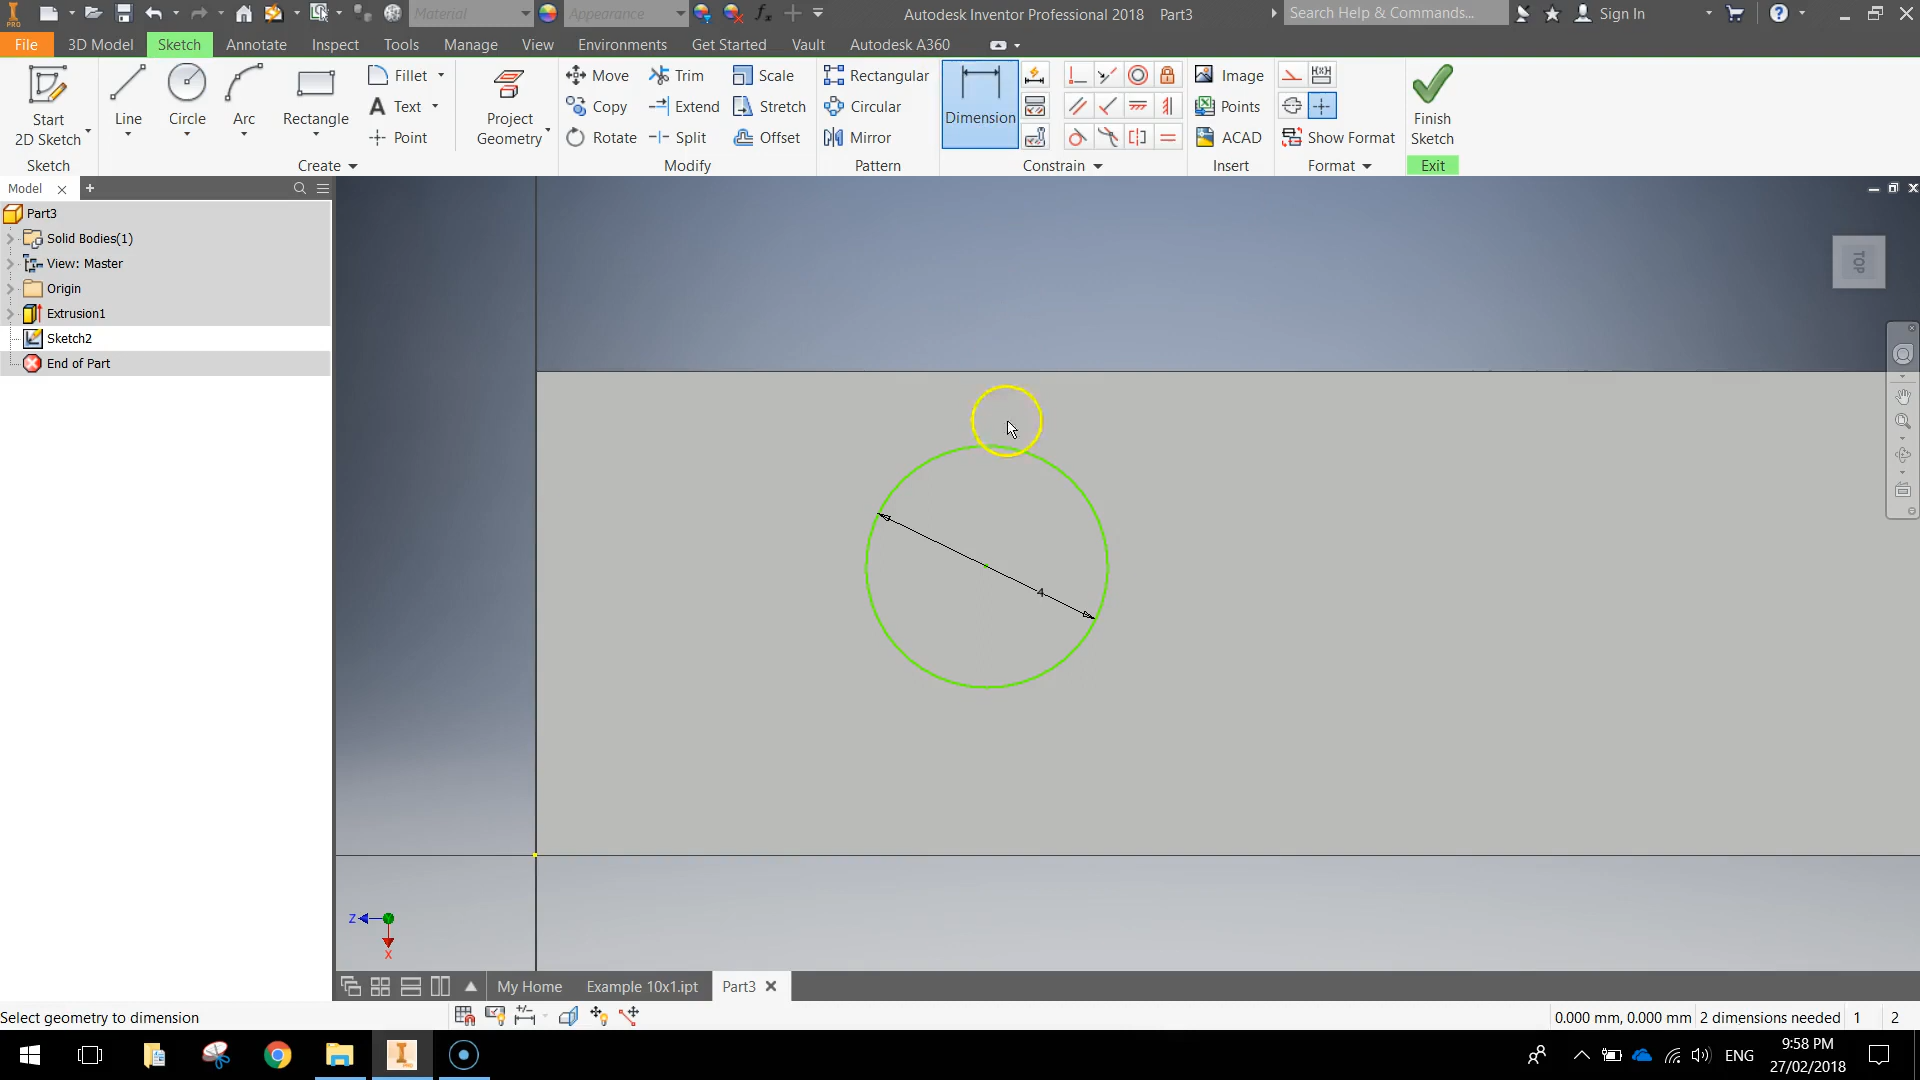 Material
Appearance
Autodesk Inventor Professional 2018 Part3
Search Help & Commands...
Sign In
PRO
File 3D Model Sketch Annotate Inspect Tools Manage View Environments Get Started Vault Autodesk A360
Start
2D Sketch
Line
Circle
Arc
Rectangle
Fillet
Text
Point
Project
Geometry
Move
Copy
Rotate
Trim
Extend
Split
Scale
Stretch
Offset
Rectangular
Circular
Mirror
Dimension
Image
Points
ACAD
Show Format
Finish
Sketch
Sketch Create Modify Pattern Constrain Insert Format Exit
Model
Part3
Solid Bodies(1)
View: Master
Origin
Extrusion1
Sketch2
End of Part
TOP
4
Z
X
My Home Example 10x1.ipt Part3
Select geometry to dimension
0.000 mm, 0.000 mm 2 dimensions needed 1 2
ENG
9:58 PM
27/02/2018